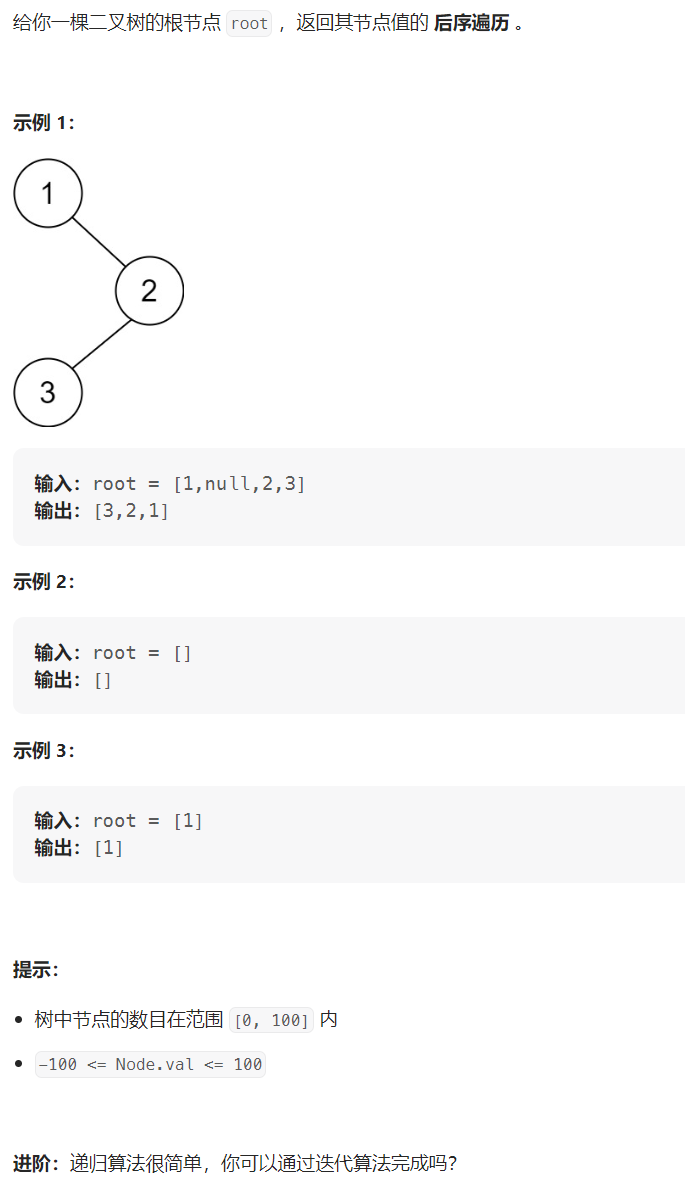 给你一棵二叉树的根节点 root ，返回其节点值的 后序遍历 。
示例 1：
1
2
3
输入：root = [1,null,2,3]
输出：[3,2,1]
示例 2：
输入：root = []
输出：[]
示例 3：
输入：root = [1]
输出：[1]
提示：
• 树中节点的数目在范围 [0, 100] 内
• -100 <= Node.val <= 100
进阶：递归算法很简单，你可以通过迭代算法完成吗？